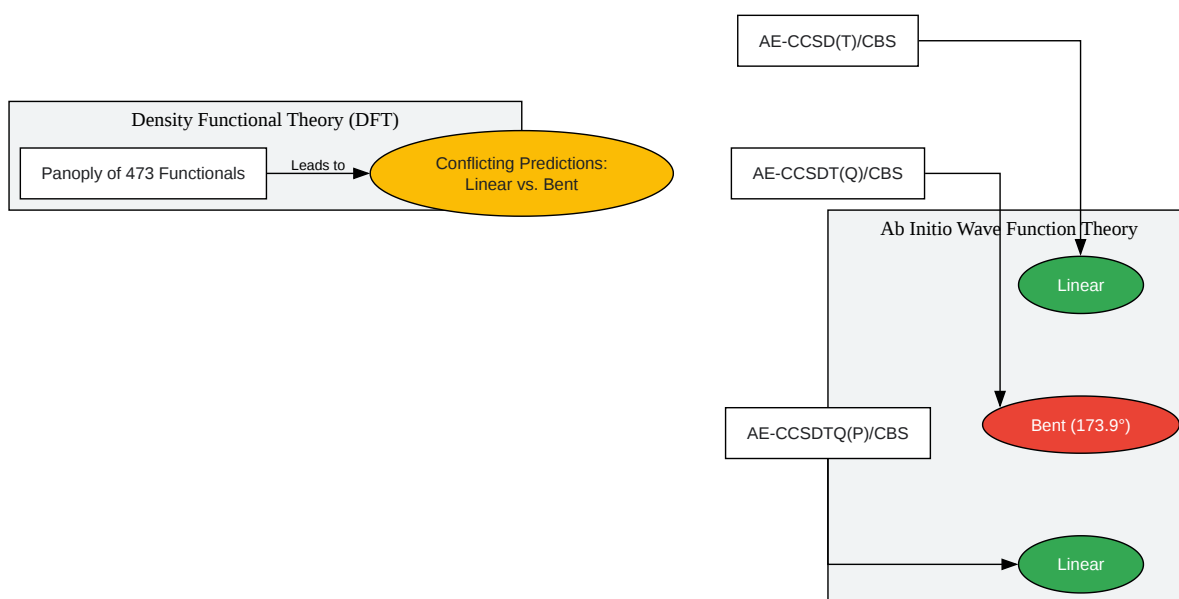 Density Functional Theory (DFT)
Panoply of 473 Functionals
Leads to
Conflicting Predictions:
Linear vs. Bent
AE-CCSD(T)/CBS
AE-CCSDT(Q)/CBS
Ab Initio Wave Function Theory
Linear
AE-CCSDTQ(P)/CBS
Bent (173.9°)
Linear